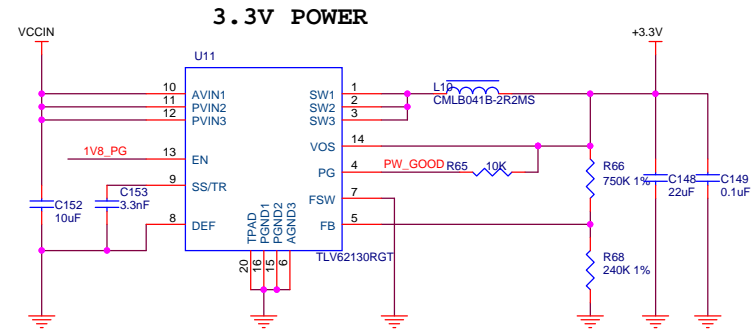 3.3V POWER
VCCIN
+3.3V
U11
L10
CMLB041B-2R2MS
10 AVIN1
11 PVIN2
12 PVIN3
SW1 1
SW2 2
SW3 3
VOS 14
1V8_PG 13 EN
PG 4 PW_GOOD R65 10K
9 SS/TR
FSW 7
8 DEF
FB 5
C152
10uF
C153
3.3nF
TPAD
PGND1
PGND2
AGND3
20
16
15
6
TLV62130RGT
R66
750K 1%
R68
240K 1%
C148
22uF
C149
0.1uF